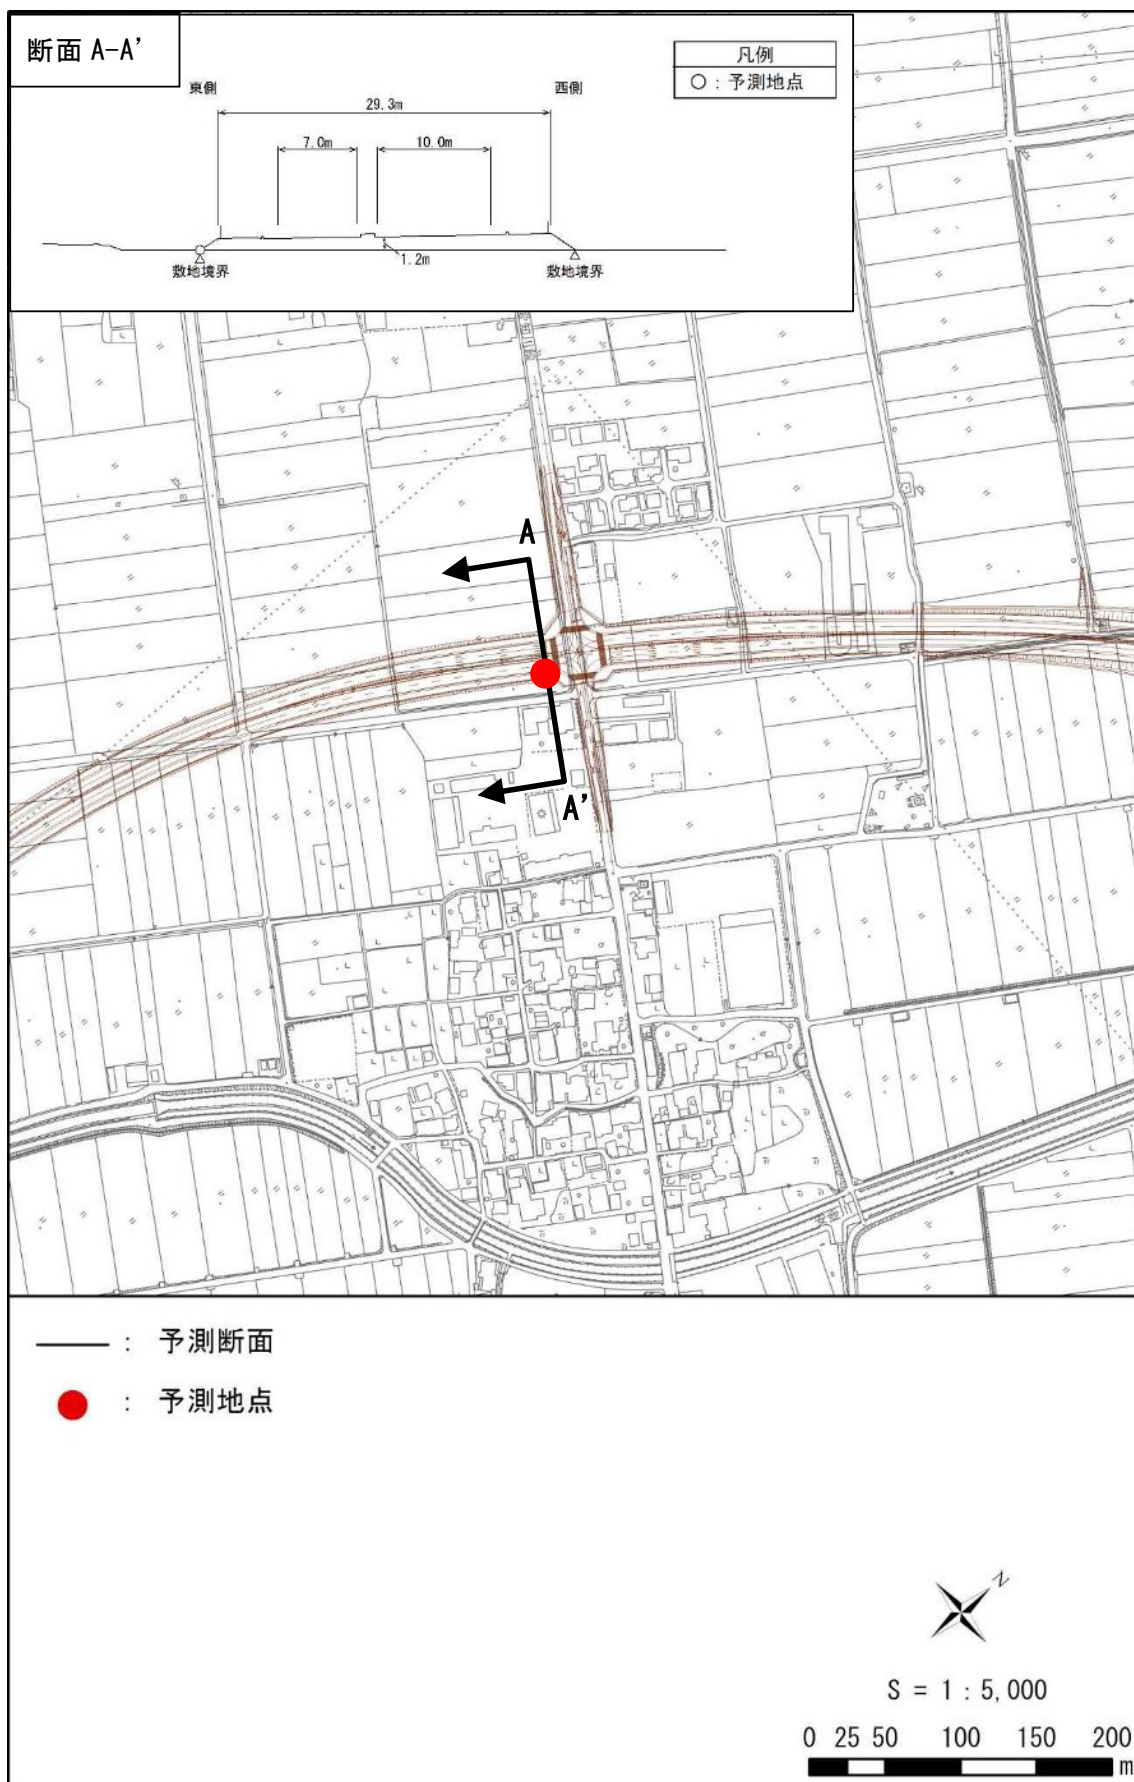 断面 A-A’
凡例
○：予測地点
東側
西側
29.3m
7.0m
10.0m
1.2m
敷地境界
敷地境界
A
A’
： 予測断面
： 予測地点
N
S = 1 : 5,000
0 25 50 100 150 200
m